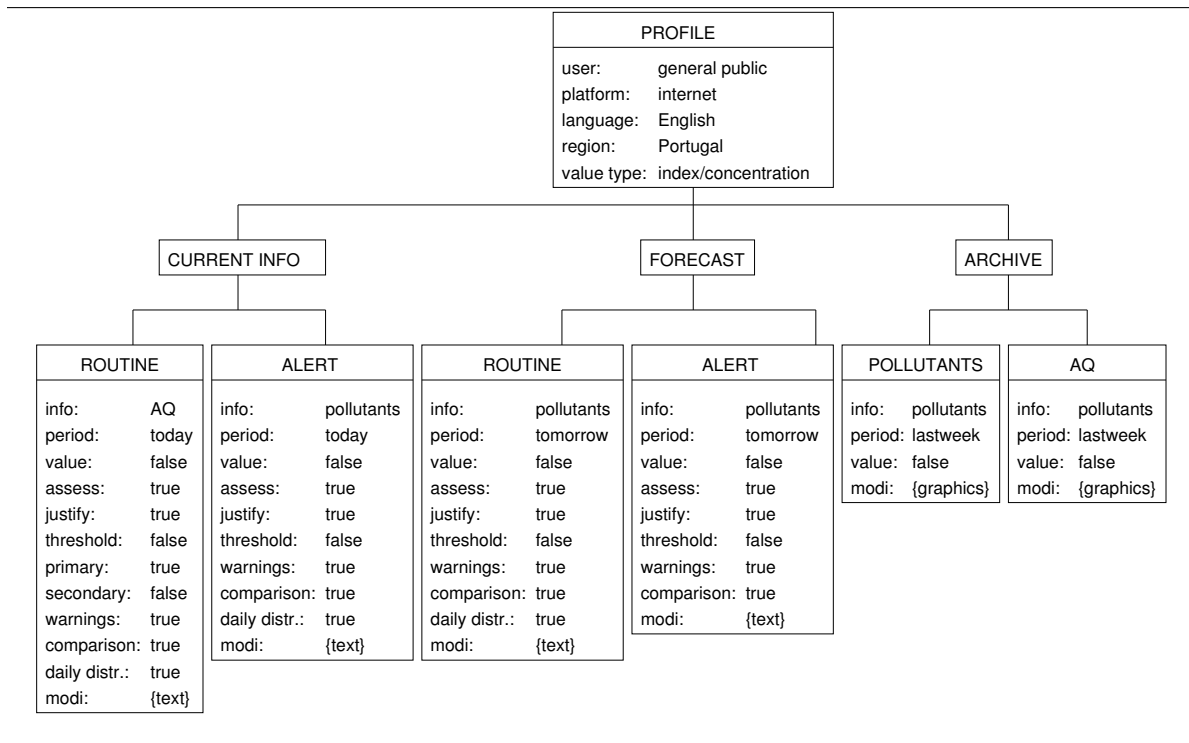 PROFILE
user: general public
platform: internet
language: English
region: Portugal
value type: index/concentration
CURRENT INFO
FORECAST
ARCHIVE
ROUTINE
info: AQ
period: today
value: false
assess: true
justify: true
threshold: false
primary: true
secondary: false
warnings: true
comparison: true
daily distr.: true
modi: {text}
ALERT
info: pollutants
period: today
value: false
assess: true
justify: true
threshold: false
warnings: true
comparison: true
daily distr.: true
modi: {text}
ROUTINE
info: pollutants
period: tomorrow
value: false
assess: true
justify: true
threshold: false
warnings: true
comparison: true
daily distr.: true
modi: {text}
ALERT
info: pollutants
period: tomorrow
value: false
assess: true
justify: true
threshold: false
warnings: true
comparison: true
modi: {text}
POLLUTANTS
info: pollutants
period: lastweek
value: false
modi: {graphics}
AQ
info: pollutants
period: lastweek
value: false
modi: {graphics}